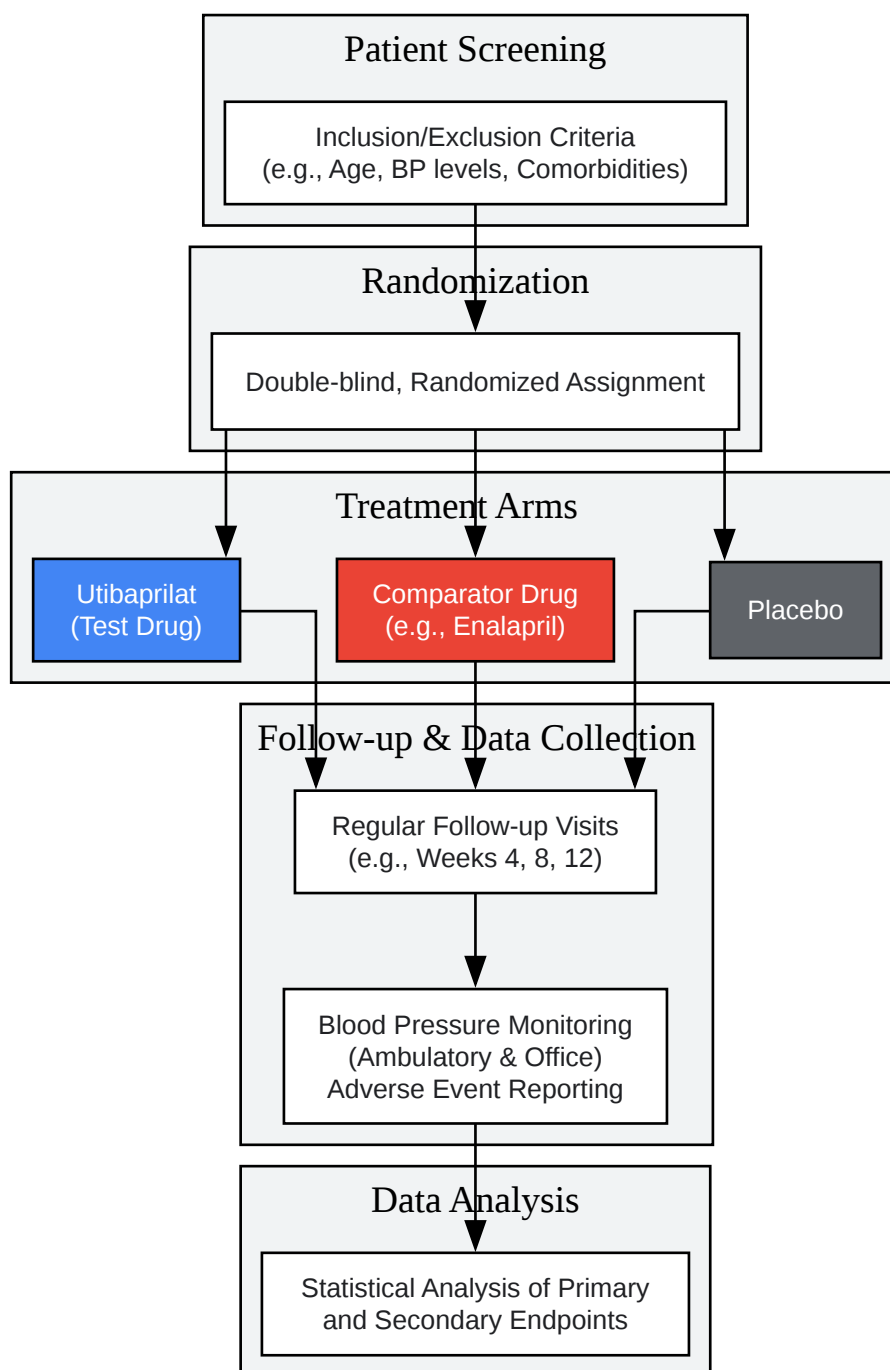 Patient Screening
Inclusion/Exclusion Criteria
(e.g., Age, BP levels, Comorbidities)
Randomization
Double-blind, Randomized Assignment
Treatment Arms
Utibaprilat
(Test Drug)
Comparator Drug
(e.g., Enalapril)
Placebo
Follow-up & Data Collection
Regular Follow-up Visits
(e.g., Weeks 4, 8, 12)
Blood Pressure Monitoring
(Ambulatory & Office)
Adverse Event Reporting
Data Analysis
Statistical Analysis of Primary
and Secondary Endpoints